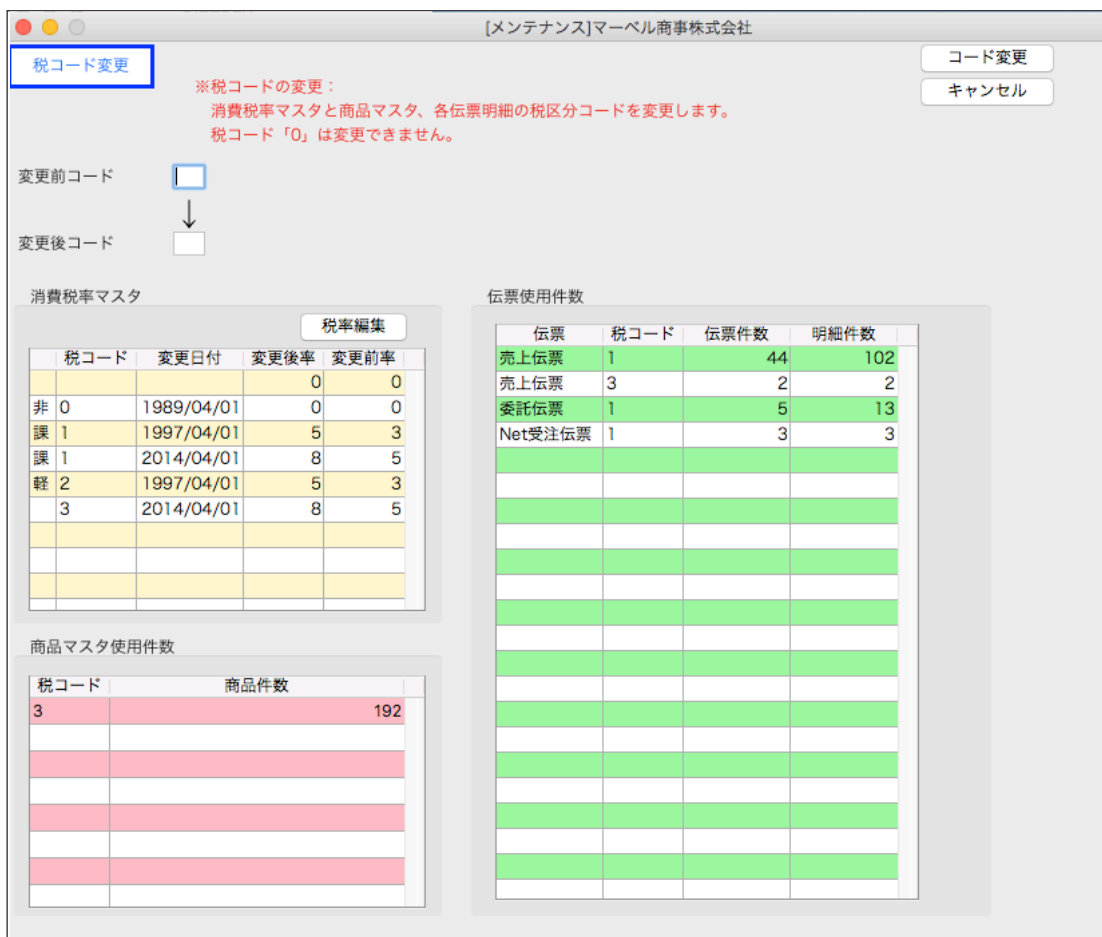 [メンテナンス]マーベル商事株式会社
税コード変更
コード変更
キャンセル
※税コードの変更：
消費税率マスタと商品マスタ、各伝票明細の税区分コードを変更します。
税コード「0」は変更できません。
変更前コード
↓
変更後コード
消費税率マスタ
税率編集
税コード 変更日付 変更後率 変更前率
0 0
非 0 1989/04/01 0 0
課 1 1997/04/01 5 3
課 1 2014/04/01 8 5
軽 2 1997/04/01 5 3
3 2014/04/01 8 5
商品マスタ使用件数
税コード 商品件数
3 192
伝票使用件数
伝票 税コード 伝票件数 明細件数
売上伝票 1 44 102
売上伝票 3 2 2
委託伝票 1 5 13
Net受注伝票 1 3 3